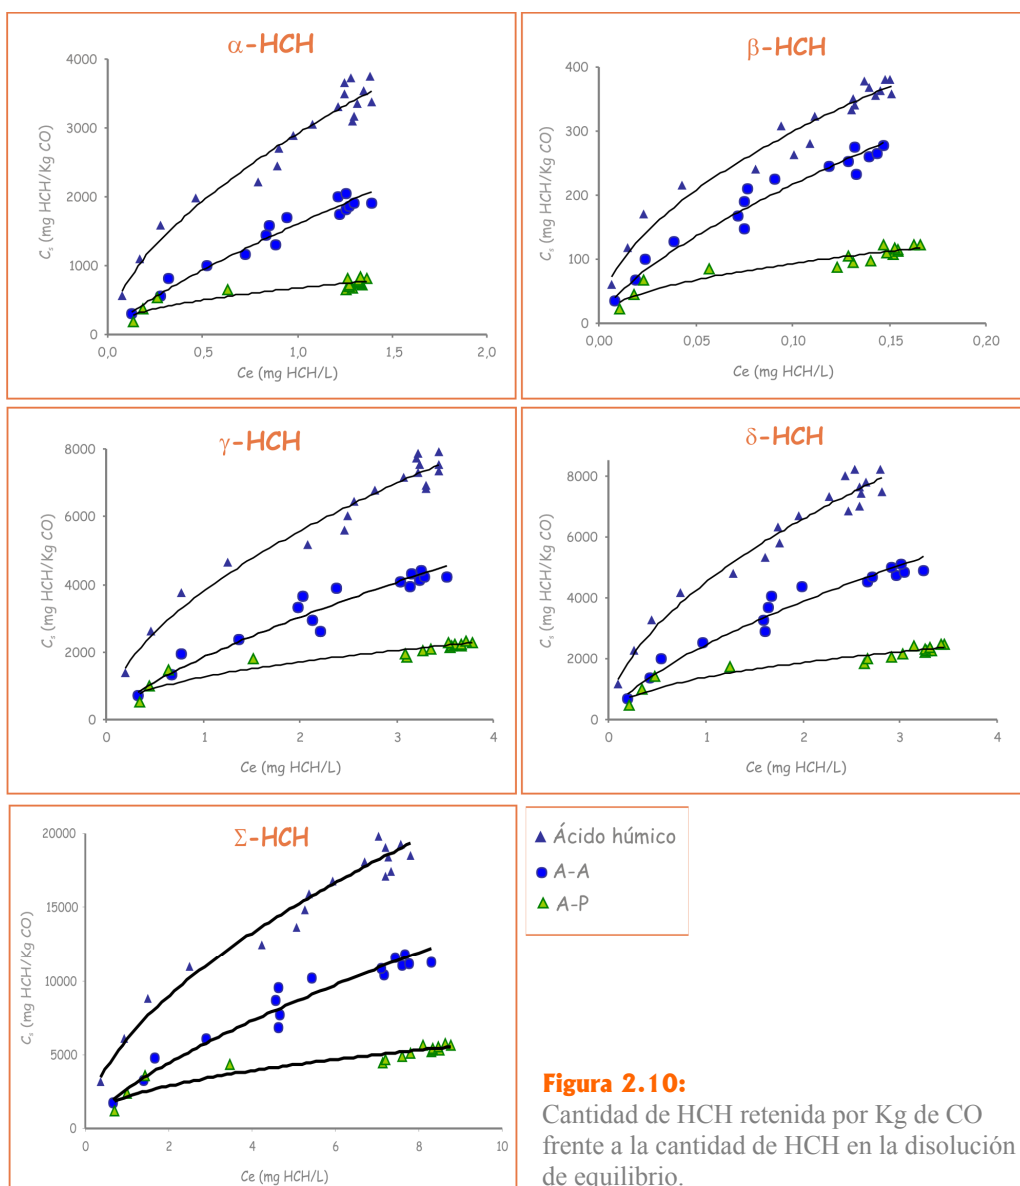 α-HCH
4000
3000
2000
1000
0
Cs (mg HCH/Kg CO)
0,0 0,5 1,0 1,5 2,0
Ce (mg HCH/L)
β-HCH
400
300
200
100
0
Cs (mg HCH/Kg CO)
0,00 0,05 0,10 0,15 0,20
Ce (mg HCH/L)
γ-HCH
8000
6000
4000
2000
0
Cs (mg HCH/Kg CO)
0 1 2 3 4
Ce (mg HCH/L)
δ-HCH
8000
6000
4000
2000
0
Cs (mg HCH/Kg CO)
0 1 2 3 4
Ce (mg HCH/L)
Σ-HCH
20000
15000
10000
5000
0
Cs (mg HCH/Kg CO)
0 2 4 6 8 10
Ce (mg HCH/L)
Ácido húmico
A-A
A-P
Figura 2.10:
Cantidad de HCH retenida por Kg de CO
frente a la cantidad de HCH en la disolución
de equilibrio.